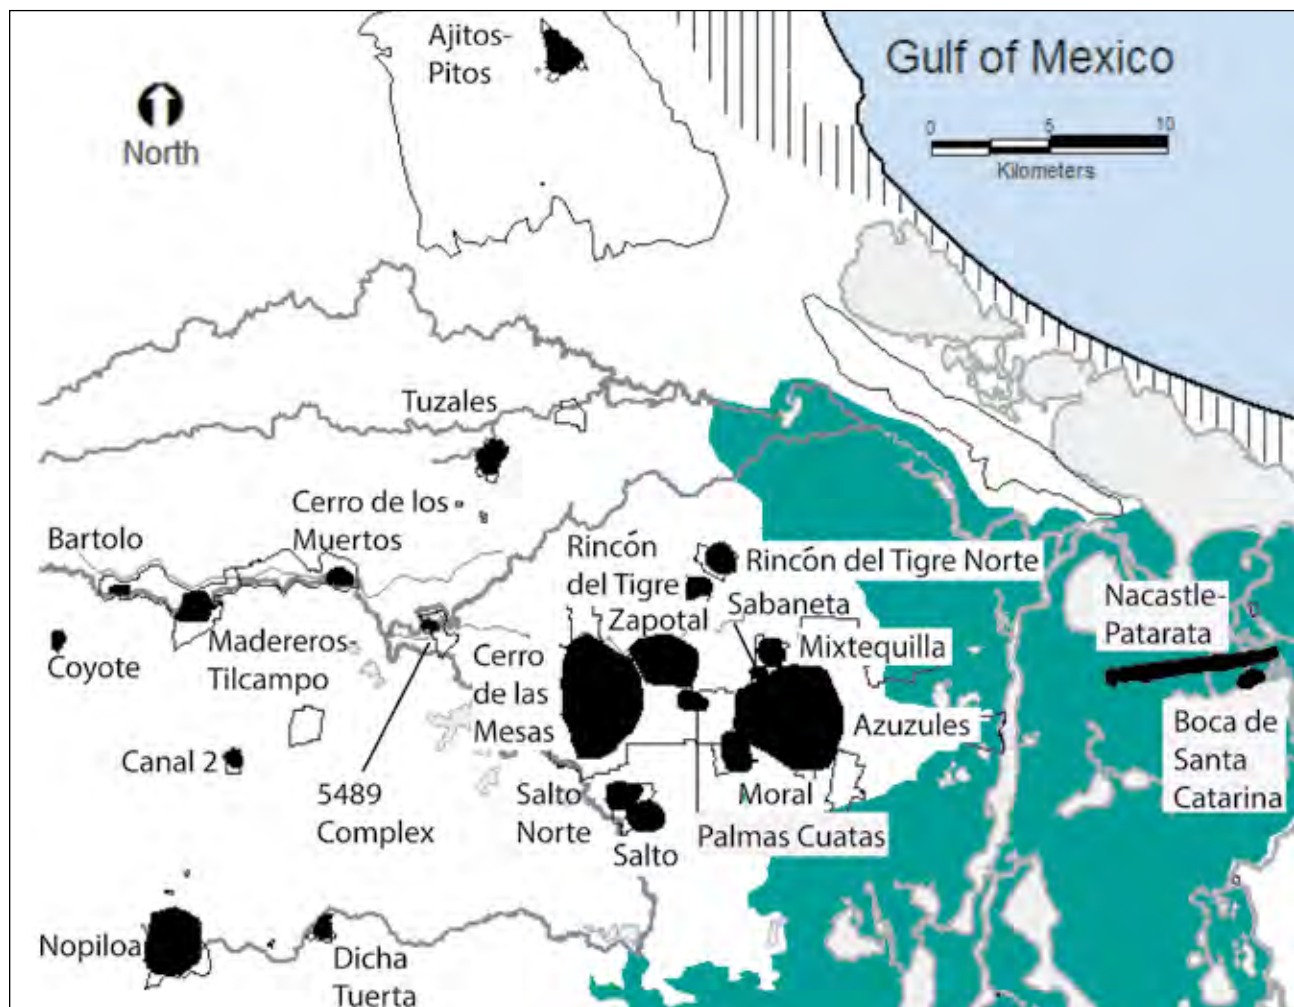 Ajitos-
Pitos
Gulf of Mexico
0 5 10
Kilometers
North
Tuzales
Cerro de los
Muertos
Bartolo
Rincón
del Tigre
Rincón del Tigre Norte
Zapotal
Sabaneta
Mixtequilla
Nacastle-
Patarata
Coyote
Madereros-
Tilcampo
Cerro
de las
Mesas
Azuzules
Boca de
Santa
Catarina
Canal 2
5489
Complex
Salto
Norte
Moral
Palmas Cuatas
Salto
Nopiloa
Dicha
Tuerta